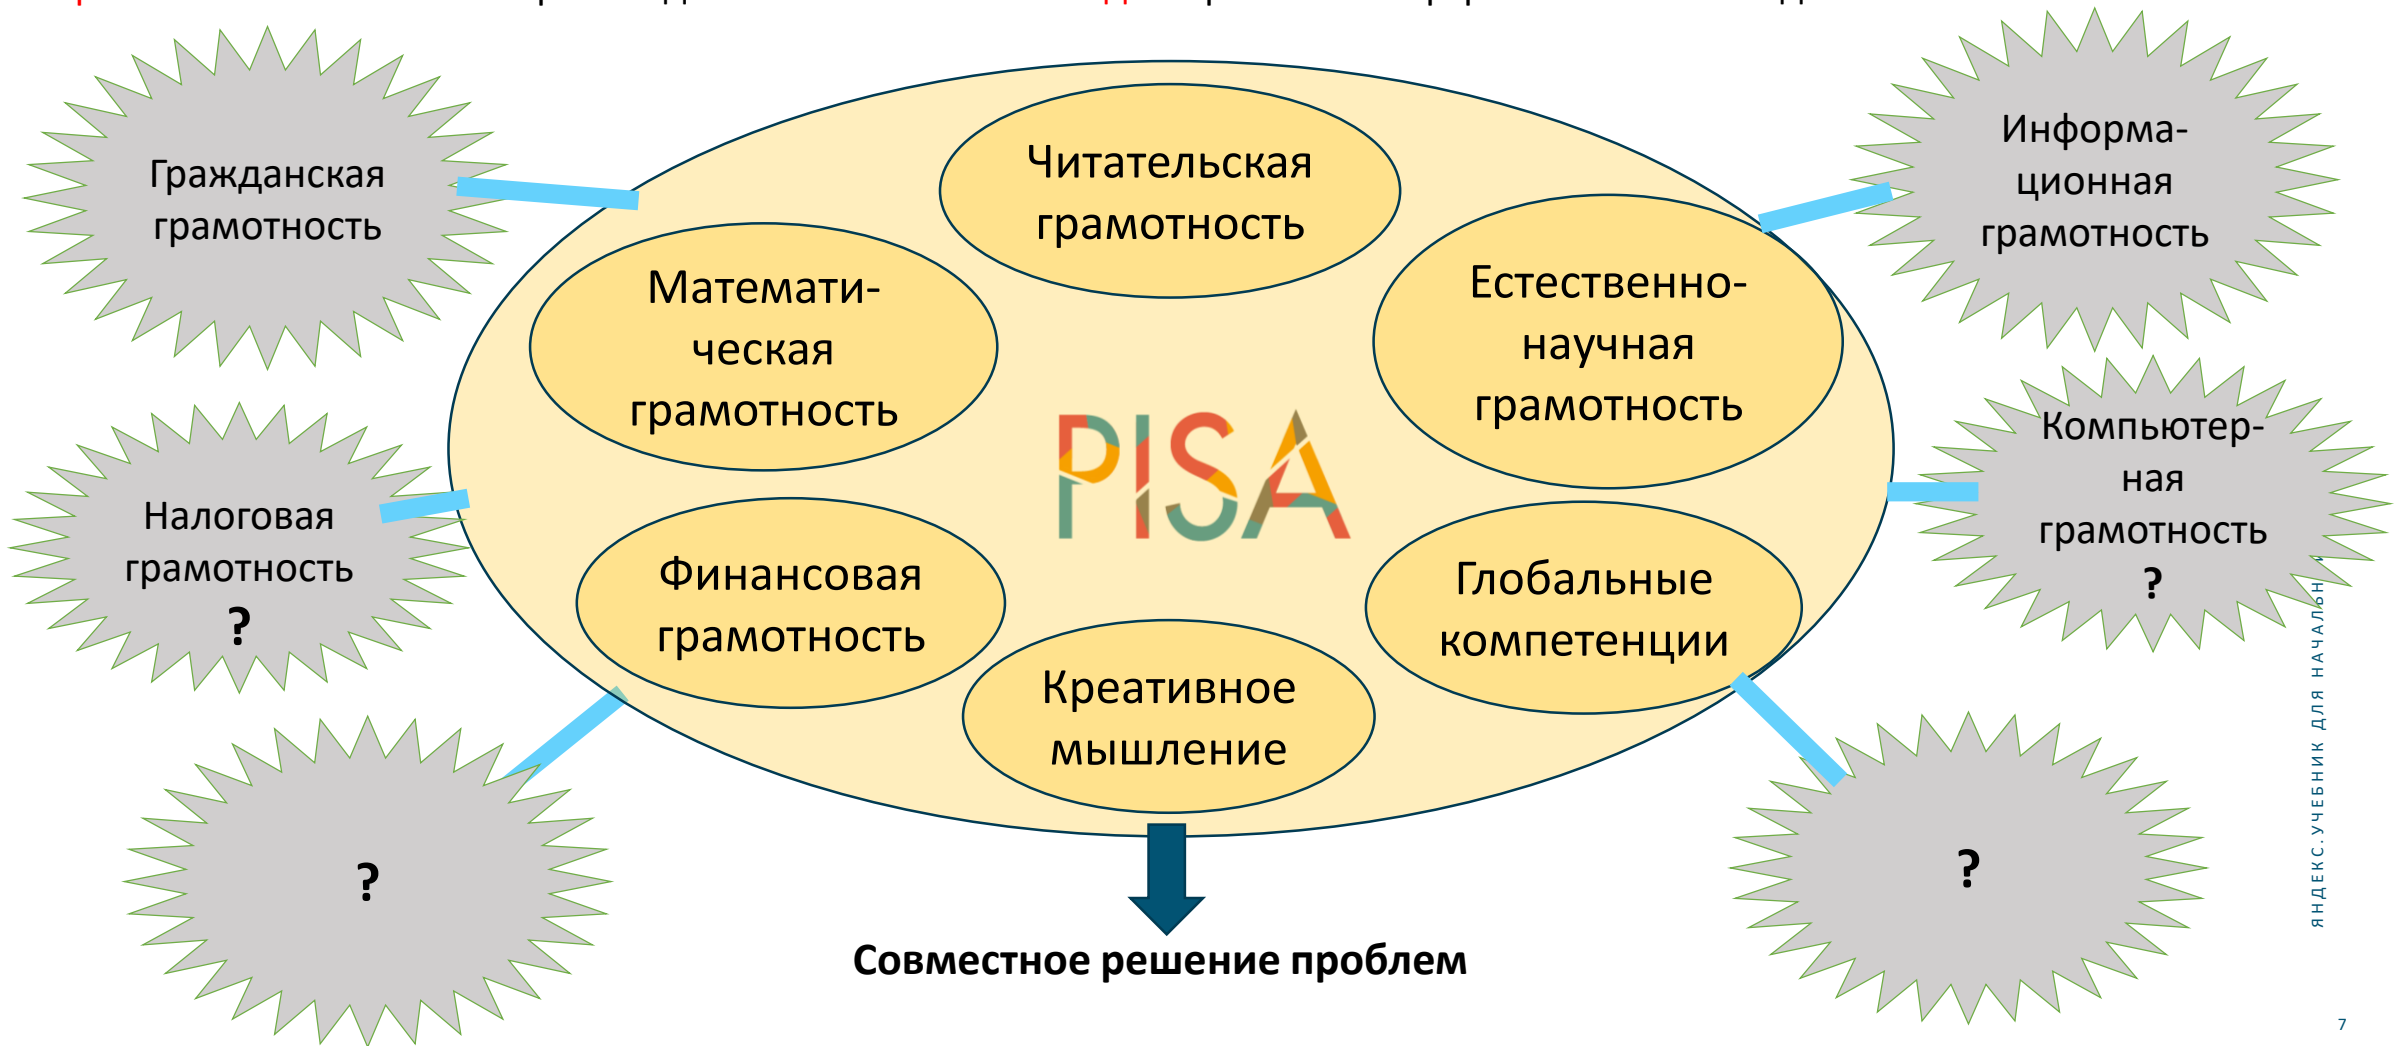 Гражданская
грамотность
Читательская
грамотность
Информа-
ционная
грамотность
Математи-
ческая
грамотность
Естественно-
научная
грамотность
PISA
Налоговая
грамотность
?
Компьютер-
ная
грамотность
?
Финансовая
грамотность
Глобальные
компетенции
Креативное
мышление
?
?
Совместное решение проблем
ЯНДЕКС.УЧЕБНИК ДЛЯ
7